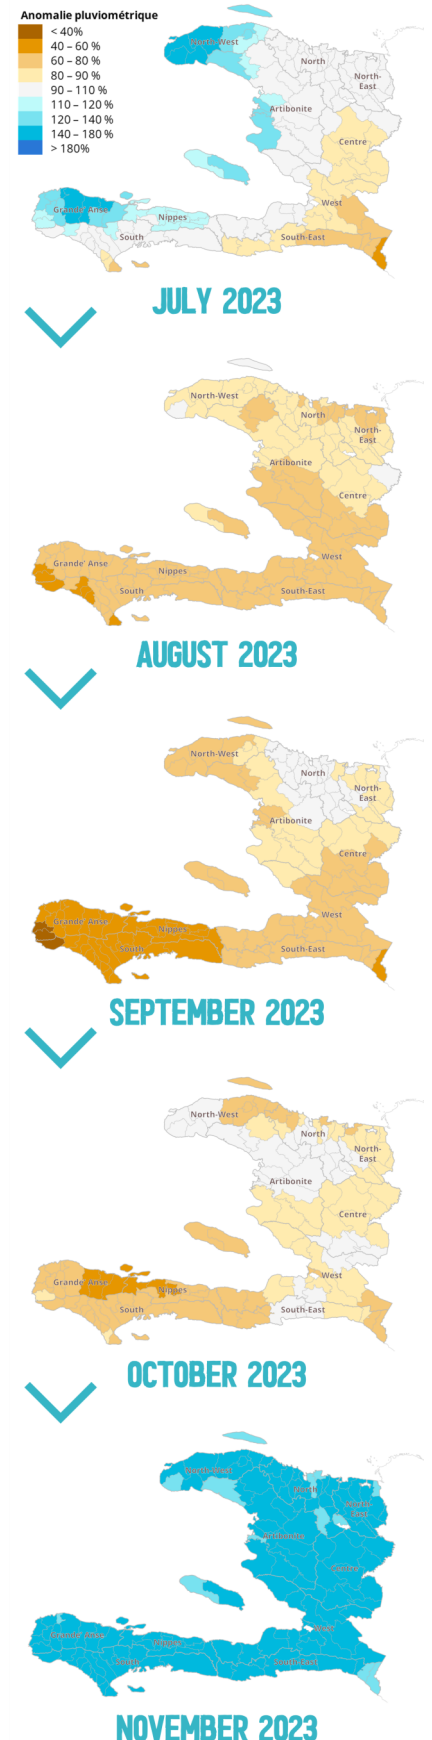 Anomalie pluviométrique
< 40%
40 – 60 %
60 – 80 %
80 – 90 %
90 – 110 %
110 – 120 %
120 – 140 %
140 – 180 %
> 180%
North-West
North
North-
East
Artibonite
Centre
West
Grande' Anse
Nippes
South
South-East
JULY 2023
North-West
North
North-
East
Artibonite
Centre
West
Grande' Anse
Nippes
South
South-East
AUGUST 2023
North-West
North
North-
East
Artibonite
Centre
West
Grande' Anse
Nippes
South
South-East
SEPTEMBER 2023
North-West
North
North-
East
Artibonite
Centre
West
Grande' Anse
Nippes
South
South-East
OCTOBER 2023
North-West
North
North-
East
Artibonite
Centre
West
Grande' Anse
Nippes
South
South-East
NOVEMBER 2023